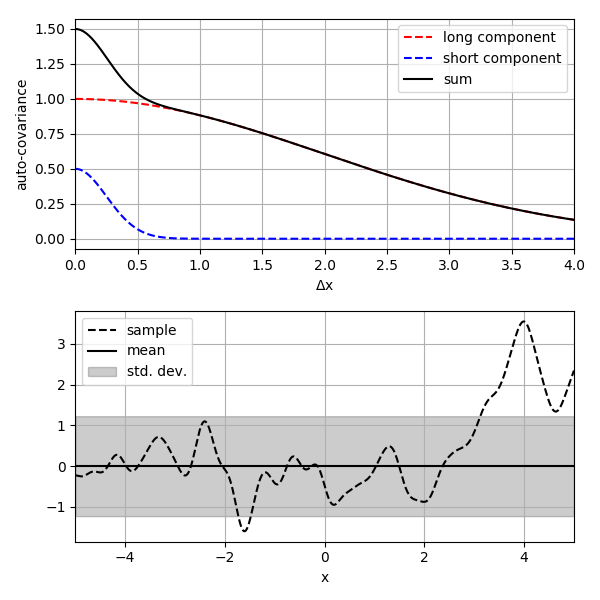 1.50
1.25
1.00
0.75
0.50
0.25
0.00
auto-covariance
long component
short component
sum
0.0 0.5 1.0 1.5 2.0 2.5 3.0 3.5 4.0
Δx
3
2
1
0
−1
sample
mean
std. dev.
−4 −2 0 2 4
x